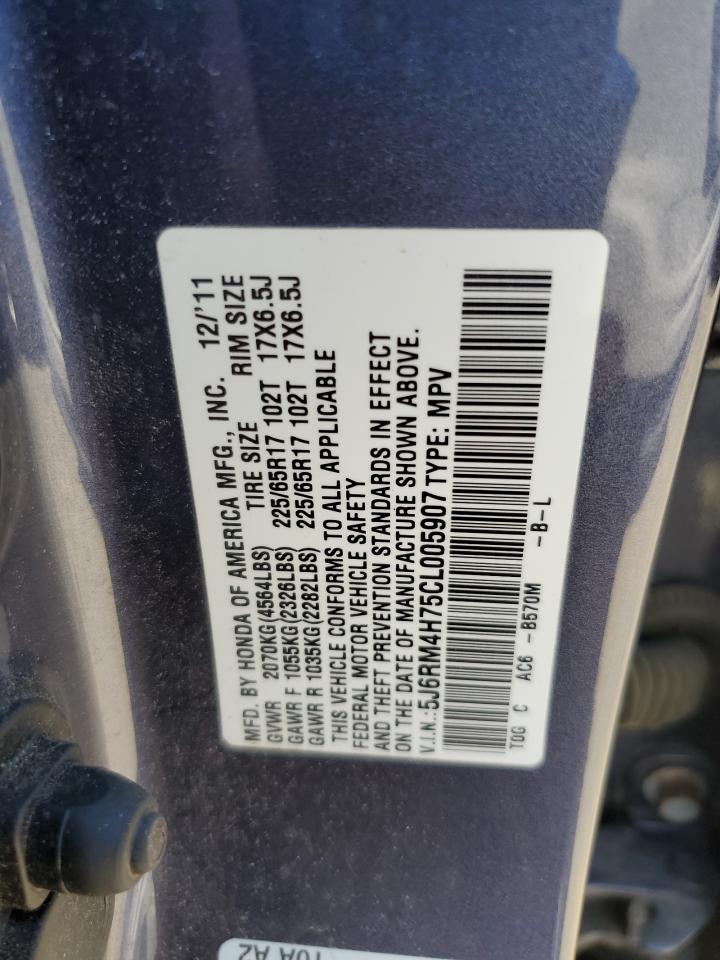 MFD. BY HONDA OF AMERICA MFG., INC. 12/'11
GVWR 2070KG(4564LBS) TIRE SIZE RIM SIZE
GAWR F 1055KG(2326LBS) 225/65R17 102T 17X6.5J
GAWR R 1035KG(2282LBS) 225/65R17 102T 17X6.5J
THIS VEHICLE CONFORMS TO ALL APPLICABLE
FEDERAL MOTOR VEHICLE SAFETY
AND THEFT PREVENTION STANDARDS IN EFFECT
ON THE DATE OF MANUFACTURE SHOWN ABOVE.
V.I.N.:5J6RM4H75CL005907 TYPE: MPV
T0G C AC6 -B570M -B-L